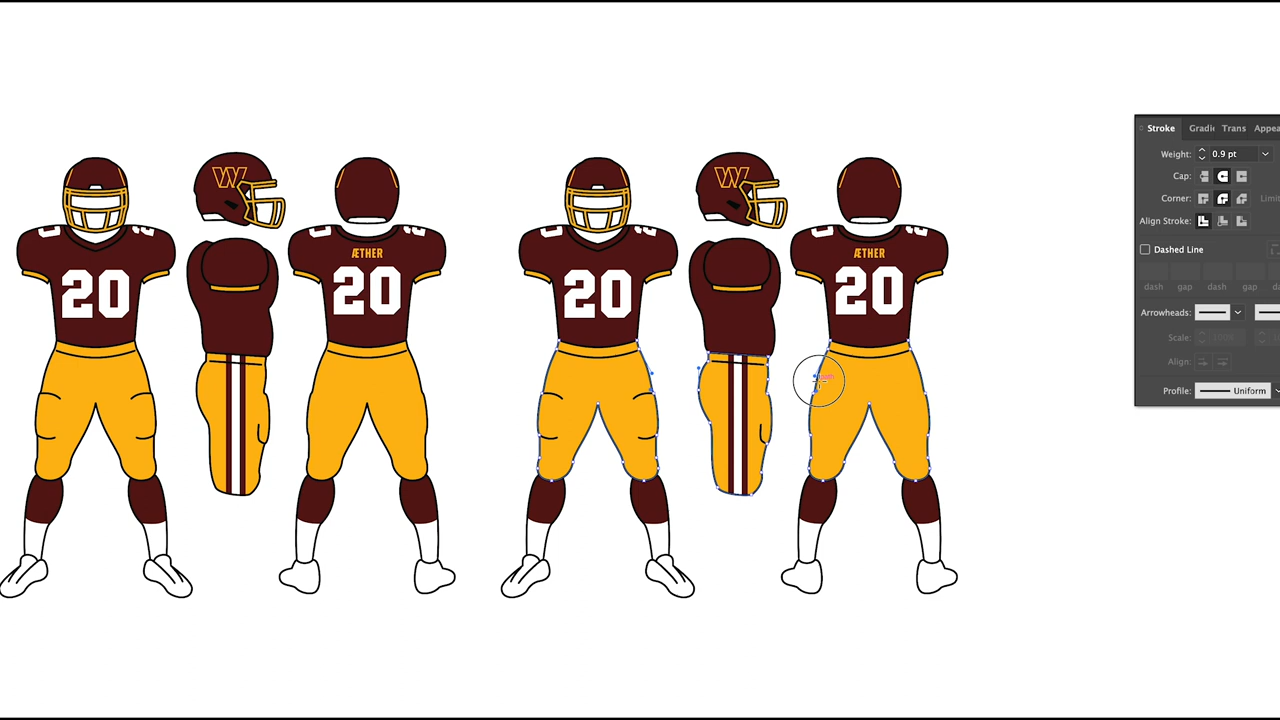 W
W
ÆTHER
ÆTHER
20
20
20
20
Stroke
Trans
Weight:
0.9 pt
Cap:
Corner:
Align Stroke:
Dashed Line
dash gap dash gap
Arrowheads:
Scale:
Align:
Profile:
Uniform